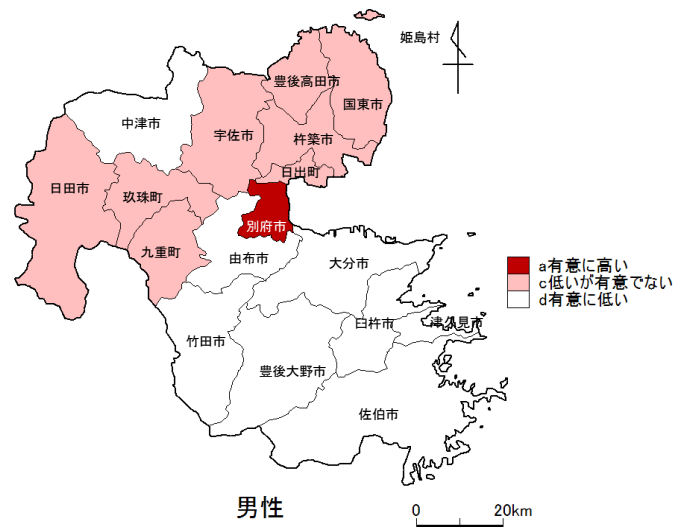 姫島村
豊後高田市
国東市
中津市
宇佐市
杵築市
日出町
日田市
玖珠町
別府市
九重町
由布市
大分市
a有意に高い
c低いが有意でない
d有意に低い
臼杵市
津久見市
竹田市
豊後大野市
佐伯市
男性
0 20km